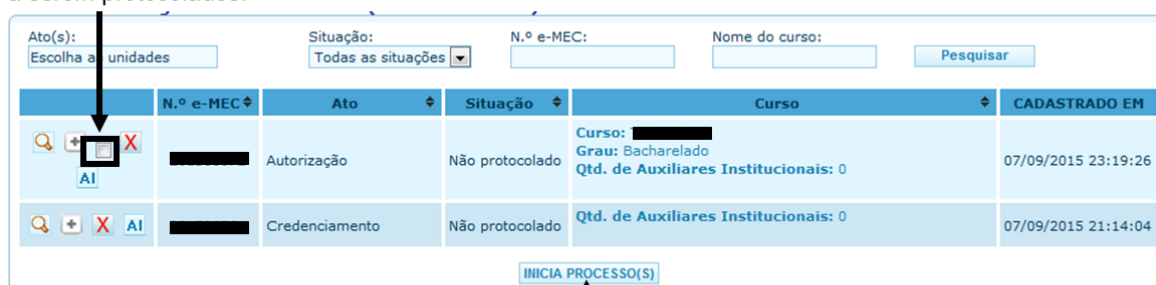 a serem protocolados.
Ato(s): Situação: N.º e-MEC: Nome do curso:
Escolha as unidades Todas as situações Pesquisar
N.º e-MEC Ato Situação Curso CADASTRADO EM
Curso:
Autorização Não protocolado Grau: Bacharelado 07/09/2015 23:19:26
Qtd. de Auxiliares Institucionais: 0
AI
AI Credenciamento Não protocolado Qtd. de Auxiliares Institucionais: 0 07/09/2015 21:14:04
INICIA PROCESSO(S)